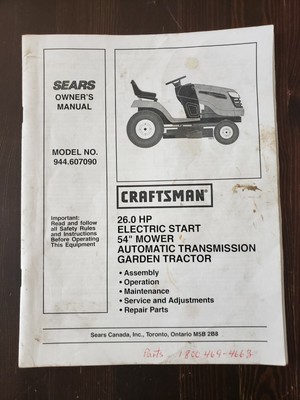 SEARS
OWNER'S
MANUAL
MODEL NO.
944.607090
Important:
Read and follow
all Safety Rules
and Instructions
Before Operating
This Equipment
CRAFTSMAN
26.0 HP
ELECTRIC START
54" MOWER
AUTOMATIC TRANSMISSION
GARDEN TRACTOR
• Assembly
• Operation
• Maintenance
• Service and Adjustments
• Repair Parts
Sears Canada, Inc., Toronto, Ontario M5B 2B8
Parts - 1 800 469-4663